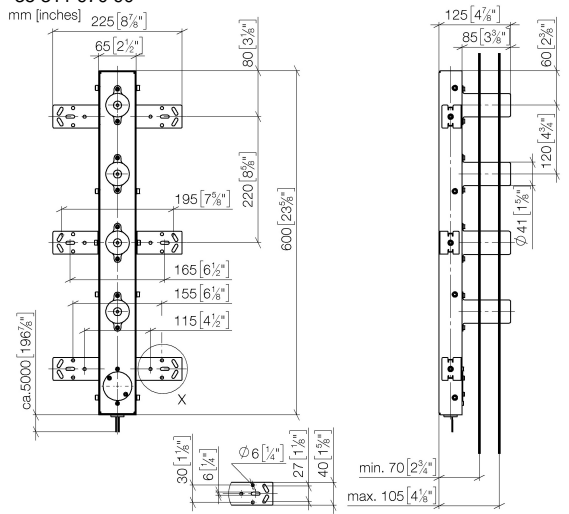 mm [inches]
225 [8⅞"]
65 [2½"]
80 [3⅛"]
125 [4⅞"]
85 [3⅜"]
60 [2⅜"]
220 [8⅝"]
120 [4¾"]
195 [7⅝"]
600 [23⅝"]
Ø 41 [1⅝"]
165 [6½"]
155 [6⅛"]
115 [4½"]
ca.5000 [196⅞"]
X
Ø 6 [¼"]
30 [1⅛"]
6 [¼"]
27 [1⅛"]
40 [1⅝"]
min. 70 [2¾"]
max. 105 [4⅛"]